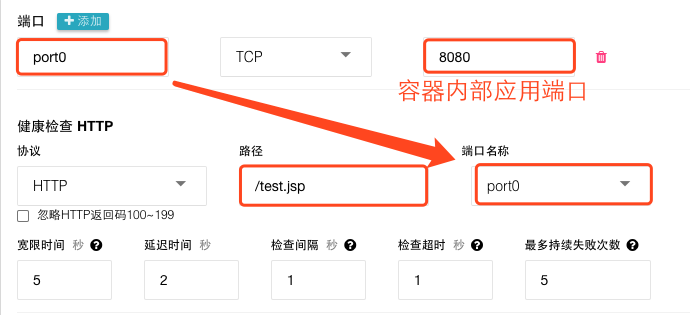 端口 + 添加
port0 TCP 8080
容器内部应用端口
健康检查 HTTP
协议 路径 端口名称
HTTP /test.jsp port0
忽略HTTP返回码100~199
宽限时间 秒 ? 延迟时间 秒 检查间隔 秒 ? 检查超时 秒 ? 最多持续失败次数 ?
5 2 1 1 5